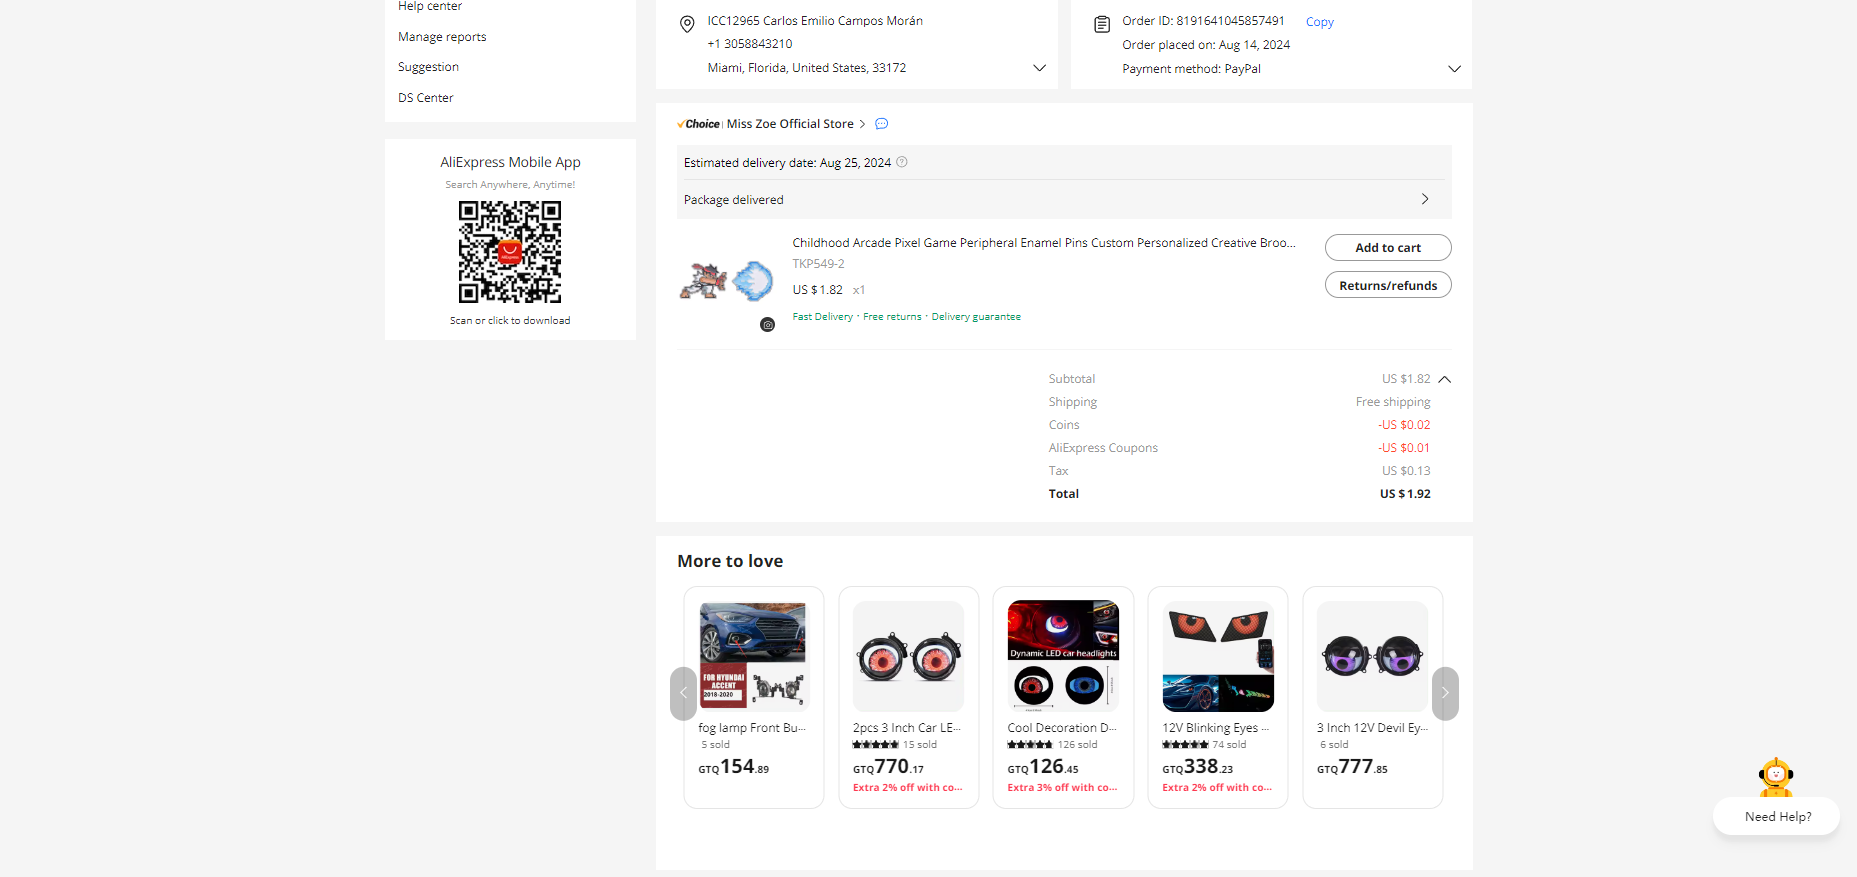 Help center
Manage reports
Suggestion
DS Center
AliExpress Mobile App
Search Anywhere, Anytime!
Scan or click to download
ICC12965 Carlos Emilio Campos Morán
+1 3058843210
Miami, Florida, United States, 33172
Order ID: 8191641045857491 Copy
Order placed on: Aug 14, 2024
Payment method: PayPal
Choice Miss Zoe Official Store
Estimated delivery date: Aug 25, 2024
Package delivered
Childhood Arcade Pixel Game Peripheral Enamel Pins Custom Personalized Creative Broo...
TKP549-2
US $1.82 x1
Fast Delivery · Free returns · Delivery guarantee
Add to cart
Returns/refunds
Subtotal US $1.82
Shipping Free shipping
Coins -US $0.02
AliExpress Coupons -US $0.01
Tax US $0.13
Total US $1.92
More to love
FOR HYUNDAI
ACCENT
2018-2020
fog lamp Front Bu...
5 sold
GTQ154.89
2pcs 3 Inch Car LE...
15 sold
GTQ770.17
Extra 2% off with co...
Dynamic LED car headlights
Cool Decoration D...
126 sold
GTQ126.45
Extra 3% off with co...
12V Blinking Eyes ...
74 sold
GTQ338.23
Extra 2% off with co...
3 Inch 12V Devil Ey...
6 sold
GTQ777.85
Need Help?